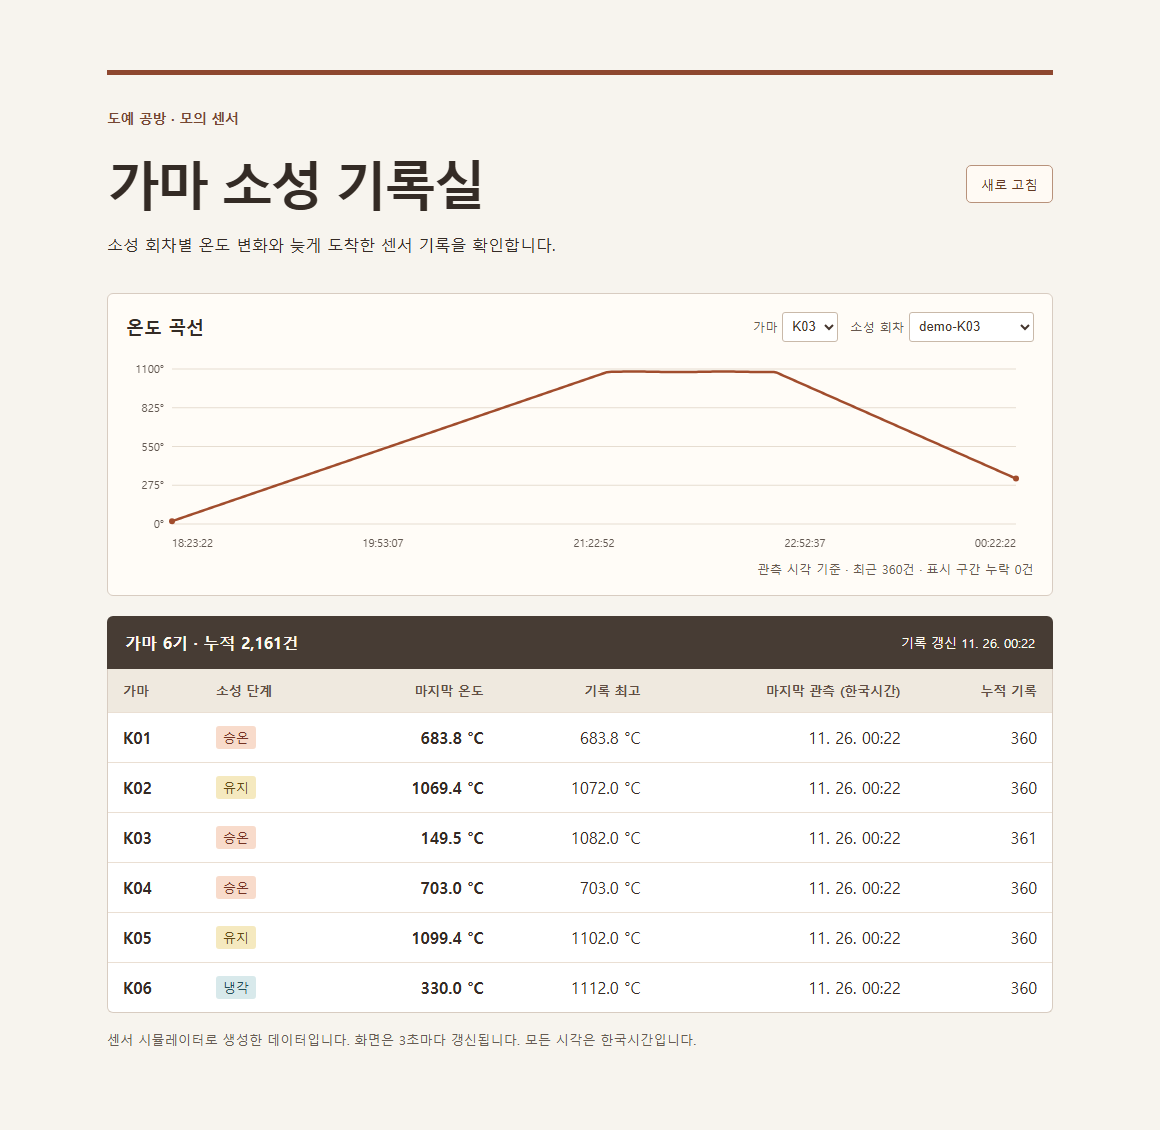 도예 공방 · 모의 센서
가마 소성 기록실
새로 고침
소성 회차별 온도 변화와 늦게 도착한 센서 기록을 확인합니다.
온도 곡선
가마 K03 소성 회차 demo-K03
1100°
825°
550°
275°
0°
18:23:22 19:53:07 21:22:52 22:52:37 00:22:22
관측 시각 기준 · 최근 360건 · 표시 구간 누락 0건
가마 6기 · 누적 2,161건 기록 갱신 11. 26. 00:22
가마 소성 단계 마지막 온도 기록 최고 마지막 관측 (한국시간) 누적 기록
K01 승온 683.8 °C 683.8 °C 11. 26. 00:22 360
K02 유지 1069.4 °C 1072.0 °C 11. 26. 00:22 360
K03 승온 149.5 °C 1082.0 °C 11. 26. 00:22 361
K04 승온 703.0 °C 703.0 °C 11. 26. 00:22 360
K05 유지 1099.4 °C 1102.0 °C 11. 26. 00:22 360
K06 냉각 330.0 °C 1112.0 °C 11. 26. 00:22 360
센서 시뮬레이터로 생성한 데이터입니다. 화면은 3초마다 갱신됩니다. 모든 시각은 한국시간입니다.